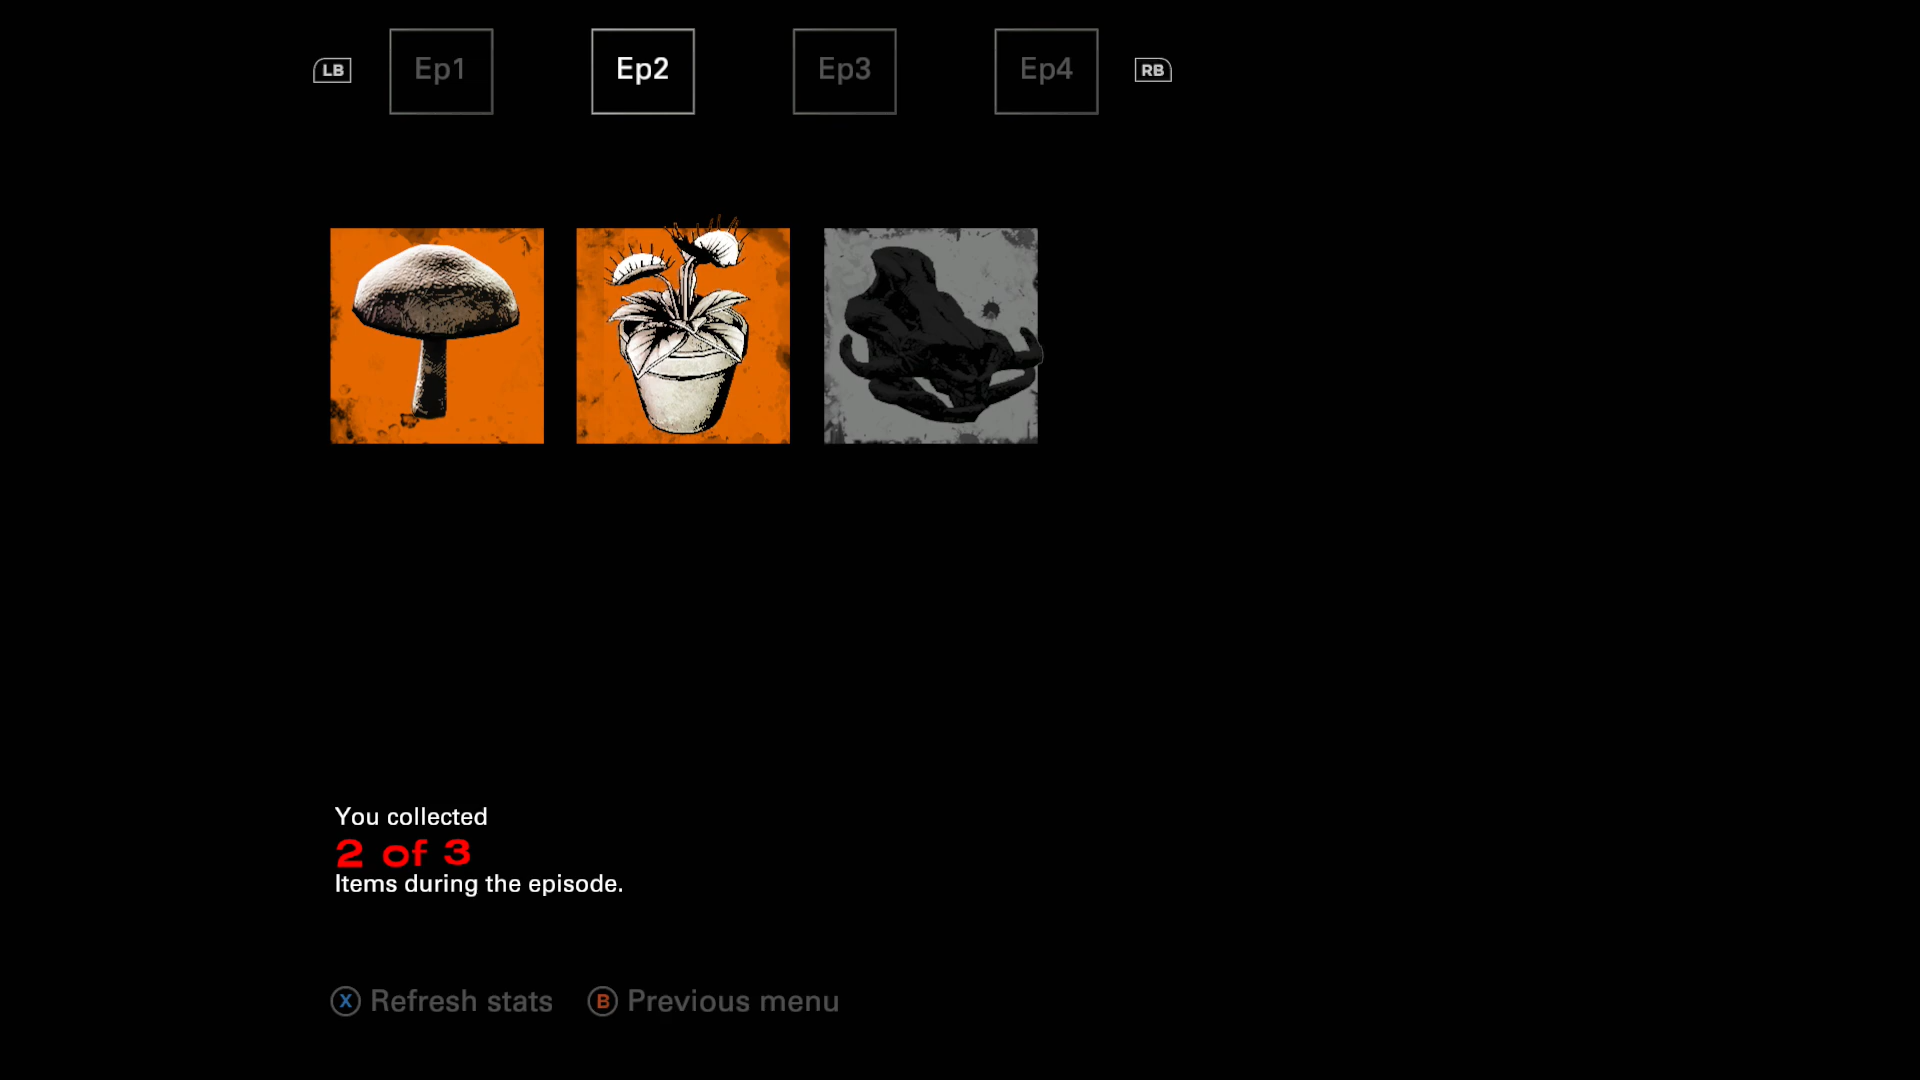 LB Ep1 Ep2 Ep3 Ep4 RB
You collected
2 of 3
Items during the episode.
X Refresh stats B Previous menu